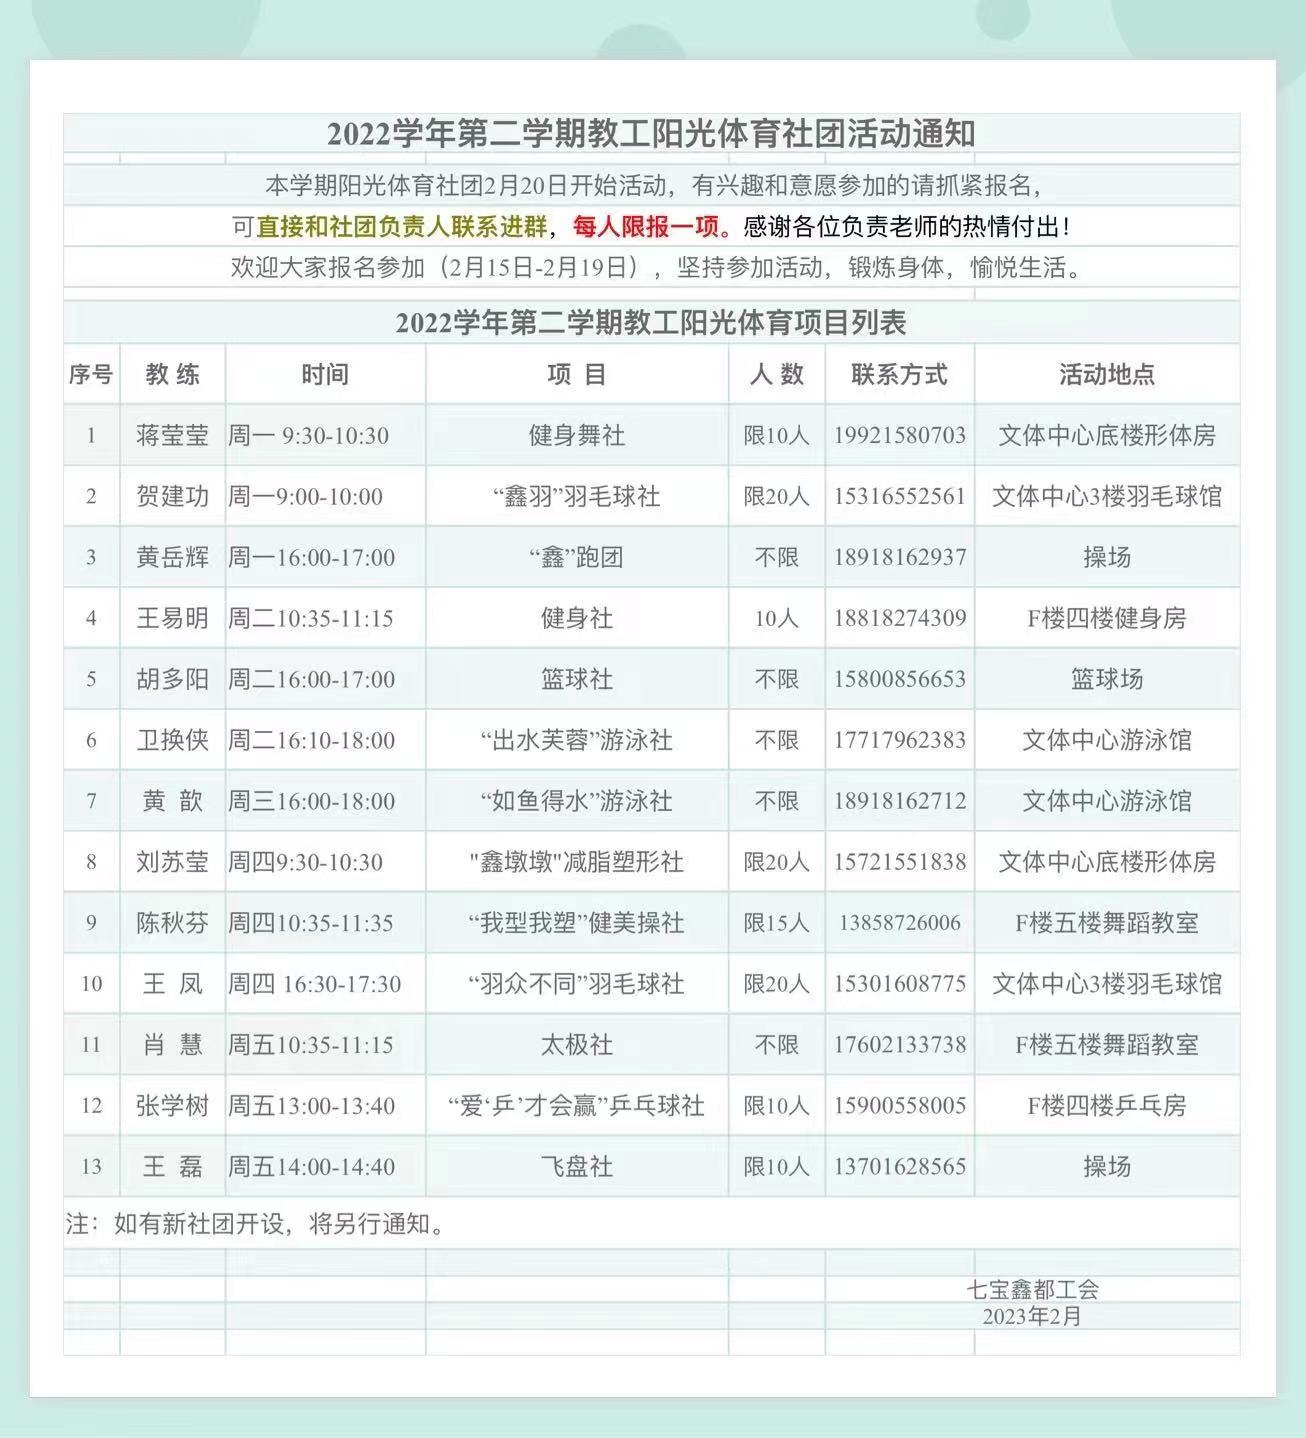 2022学年第二学期教工阳光体育社团活动通知
本学期阳光体育社团2月20日开始活动，有兴趣和意愿参加的请抓紧报名，
可直接和社团负责人联系进群，每人限报一项。感谢各位负责老师的热情付出！
欢迎大家报名参加（2月15日-2月19日），坚持参加活动，锻炼身体，愉悦生活。
2022学年第二学期教工阳光体育项目列表
序号 教 练 时间 项 目 人 数 联系方式 活动地点
1 蒋莹莹 周一 9:30-10:30 健身舞社 限10人 19921580703 文体中心底楼形体房
2 贺建功 周一9:00-10:00 “鑫羽”羽毛球社 限20人 15316552561 文体中心3楼羽毛球馆
3 黄岳辉 周一16:00-17:00 “鑫”跑团 不限 18918162937 操场
4 王易明 周二10:35-11:15 健身社 10人 18818274309 F楼四楼健身房
5 胡多阳 周二16:00-17:00 篮球社 不限 15800856653 篮球场
6 卫换侠 周二16:10-18:00 “出水芙蓉”游泳社 不限 17717962383 文体中心游泳馆
7 黄 歆 周三16:00-18:00 “如鱼得水”游泳社 不限 18918162712 文体中心游泳馆
8 刘苏莹 周四9:30-10:30 "鑫墩墩"减脂塑形社 限20人 15721551838 文体中心底楼形体房
9 陈秋芬 周四10:35-11:35 “我型我塑”健美操社 限15人 13858726006 F楼五楼舞蹈教室
10 王 凤 周四 16:30-17:30 “羽众不同”羽毛球社 限20人 15301608775 文体中心3楼羽毛球馆
11 肖 慧 周五10:35-11:15 太极社 不限 17602133738 F楼五楼舞蹈教室
12 张学树 周五13:00-13:40 “爱‘乒’才会赢”乒乓球社 限10人 15900558005 F楼四楼乒乓房
13 王 磊 周五14:00-14:40 飞盘社 限10人 13701628565 操场
注：如有新社团开设，将另行通知。
七宝鑫都工会
2023年2月